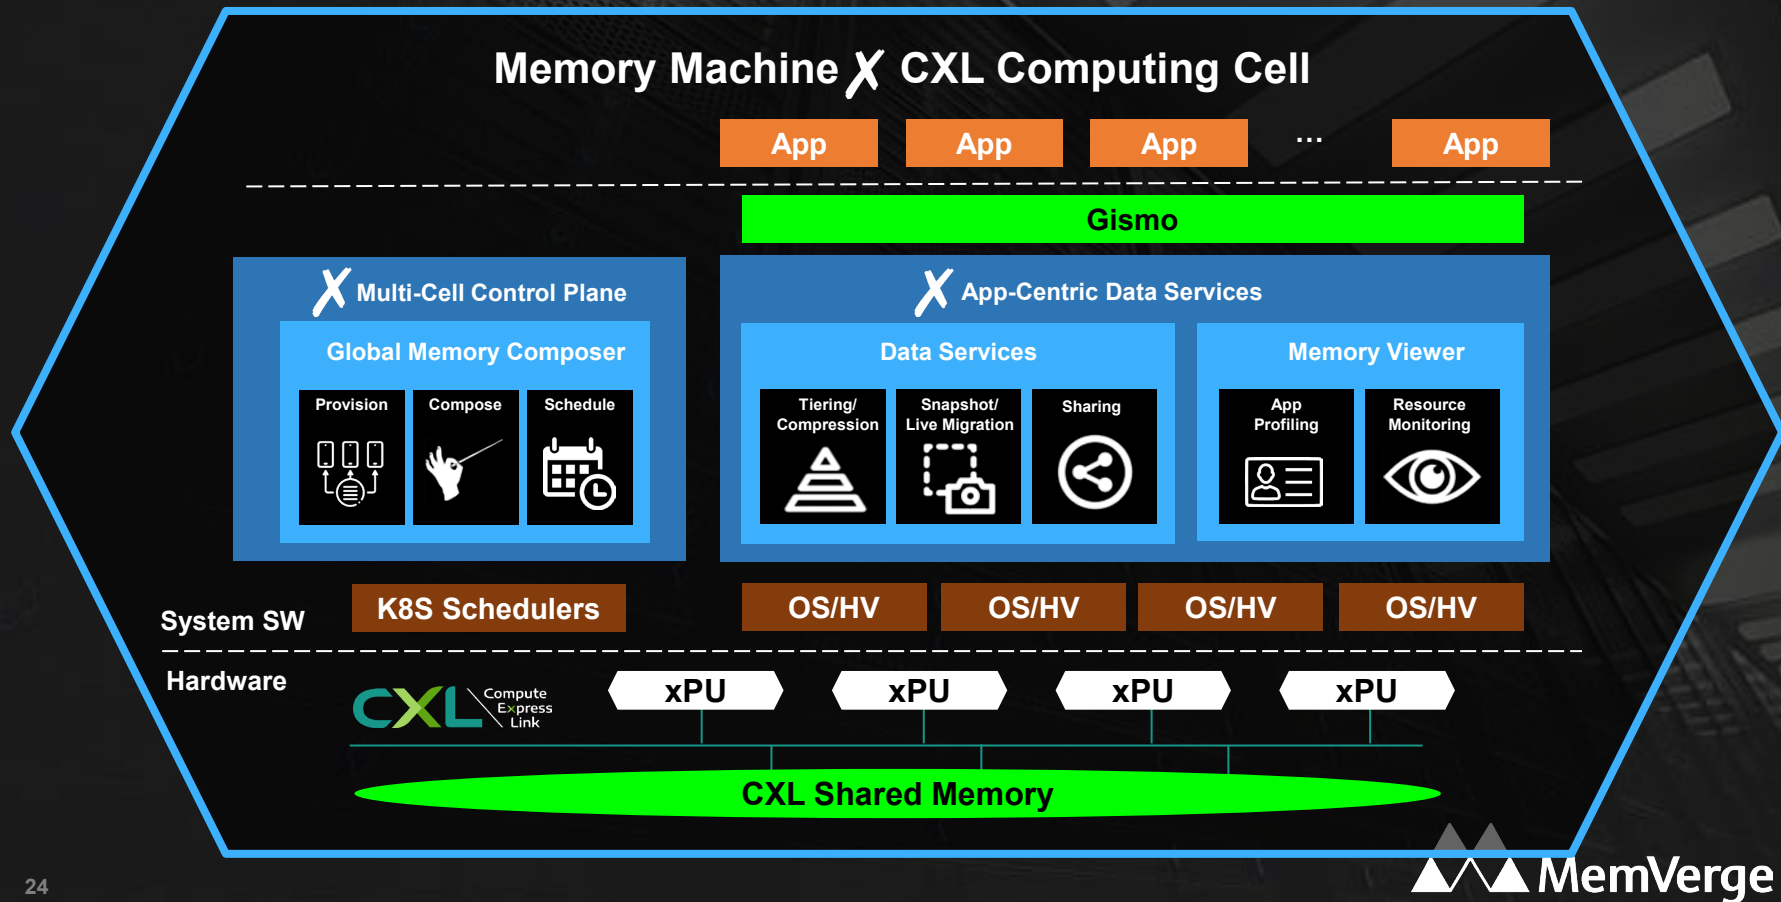 Memory Machine X CXL Computing Cell
App App App ... App
Gismo
X Multi-Cell Control Plane
Global Memory Composer
Provision Compose Schedule
X App-Centric Data Services
Data Services
Tiering/
Compression
Snapshot/
Live Migration
Sharing
Memory Viewer
App
Profiling
Resource
Monitoring
System SW
K8S Schedulers OS/HV OS/HV OS/HV OS/HV
Hardware
CXL
Compute
Express
Link
xPU xPU xPU xPU
CXL Shared Memory
24
MemVerge